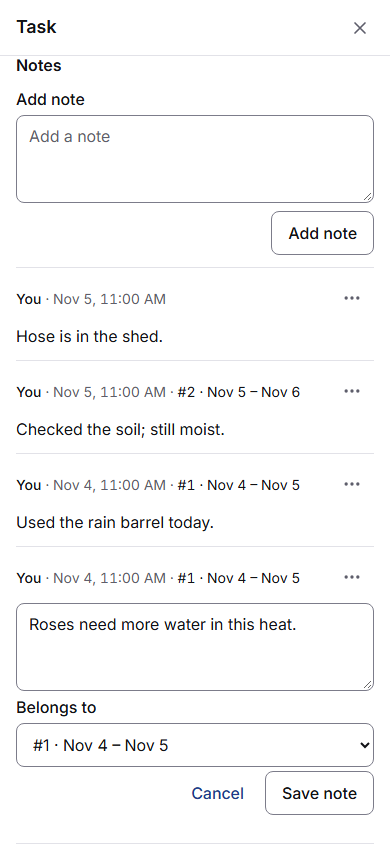 Task
Notes
Add note
Add a note
Add note
You · Nov 5, 11:00 AM
Hose is in the shed.
You · Nov 5, 11:00 AM · #2 · Nov 5 – Nov 6
Checked the soil; still moist.
You · Nov 4, 11:00 AM · #1 · Nov 4 – Nov 5
Used the rain barrel today.
You · Nov 4, 11:00 AM · #1 · Nov 4 – Nov 5
Roses need more water in this heat.
Belongs to
#1 · Nov 4 – Nov 5
Cancel Save note